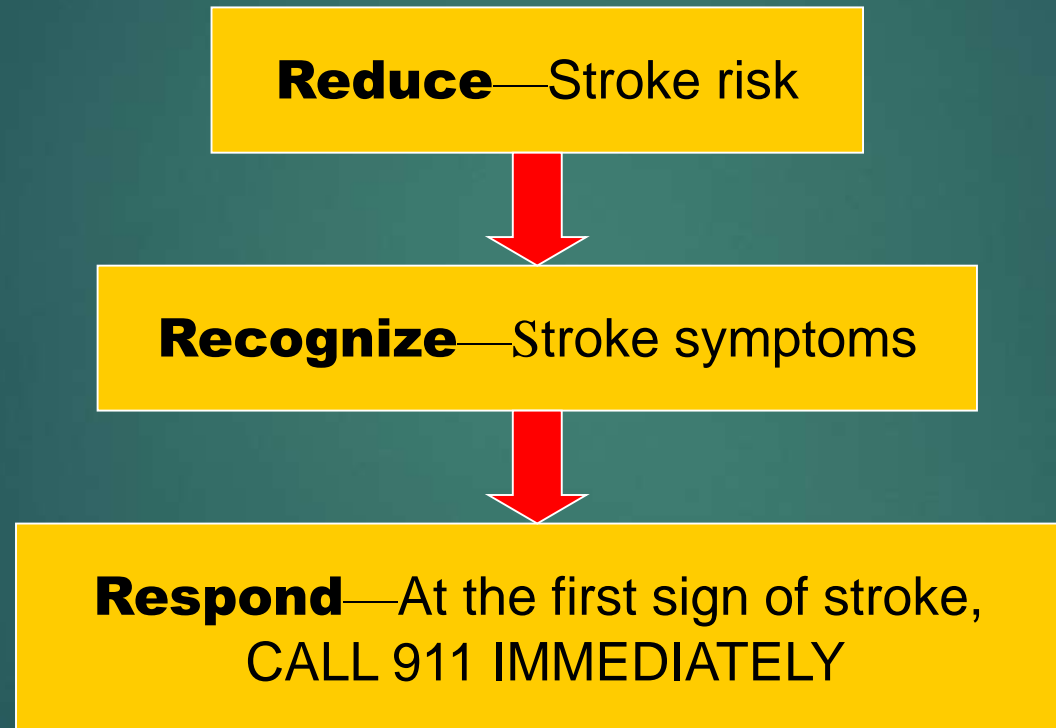 Reduce—Stroke risk
Recognize—Stroke symptoms
Respond—At the first sign of stroke,
CALL 911 IMMEDIATELY